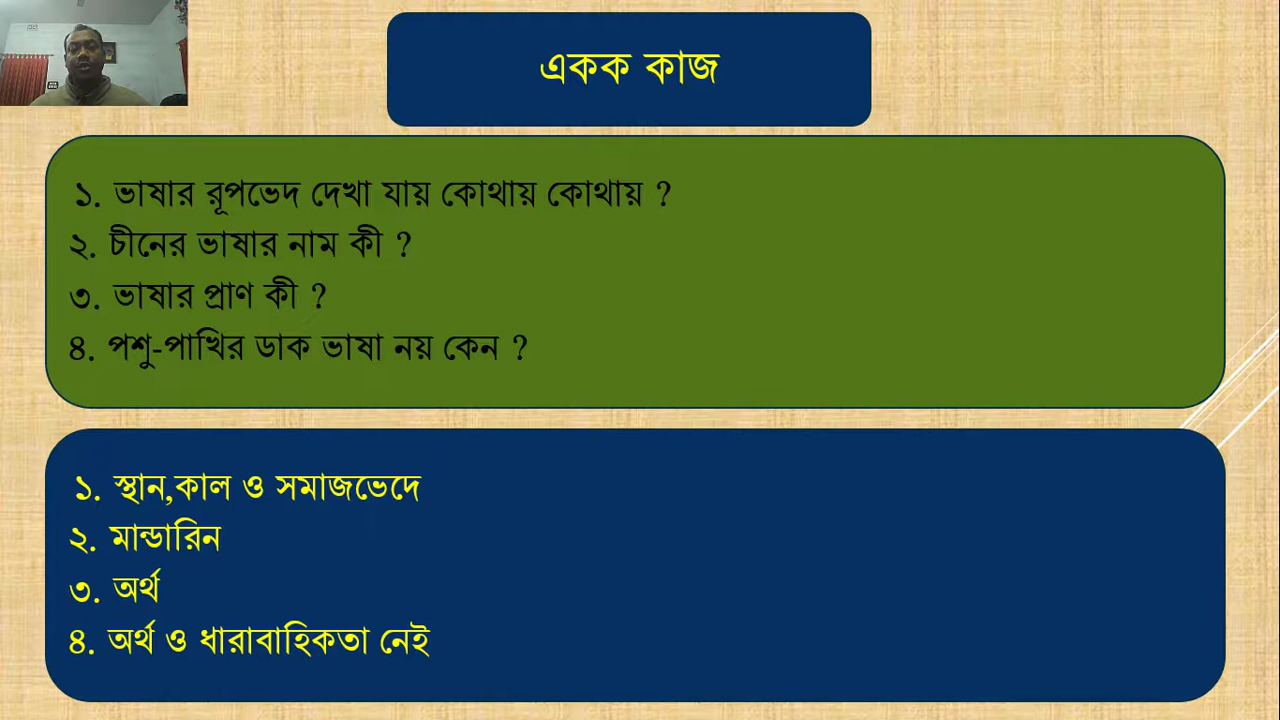 একক কাজ
১. ভাষার রূপভেদ দেখা যায় কোথায় কোথায় ?
২. চীনের ভাষার নাম কী ?
৩. ভাষার প্রাণ কী ?
৪. পশু-পাখির ডাক ভাষা নয় কেন ?
১. স্থান,কাল ও সমাজভেদে
২. মান্ডারিন
৩. অর্থ
৪. অর্থ ও ধারাবাহিকতা নেই